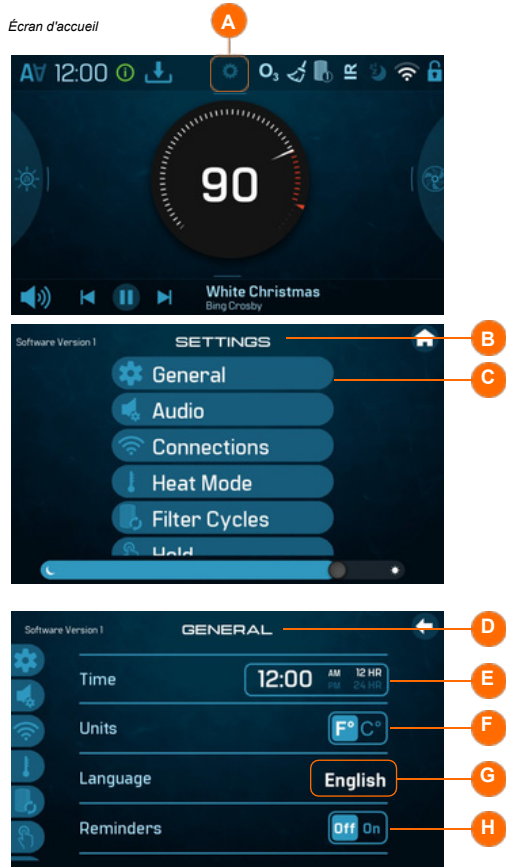 Écran d'accueil
A
A∀ 12:00 O₃ IR
90
White Christmas
Bing Crosby
Software Version 1 SETTINGS B
General C
Audio
Connections
Heat Mode
Filter Cycles
Hold
Software Version 1 GENERAL D
Time 12:00 AM PM 12 HR 24 HR E
Units F° C° F
Language English G
Reminders Off On H